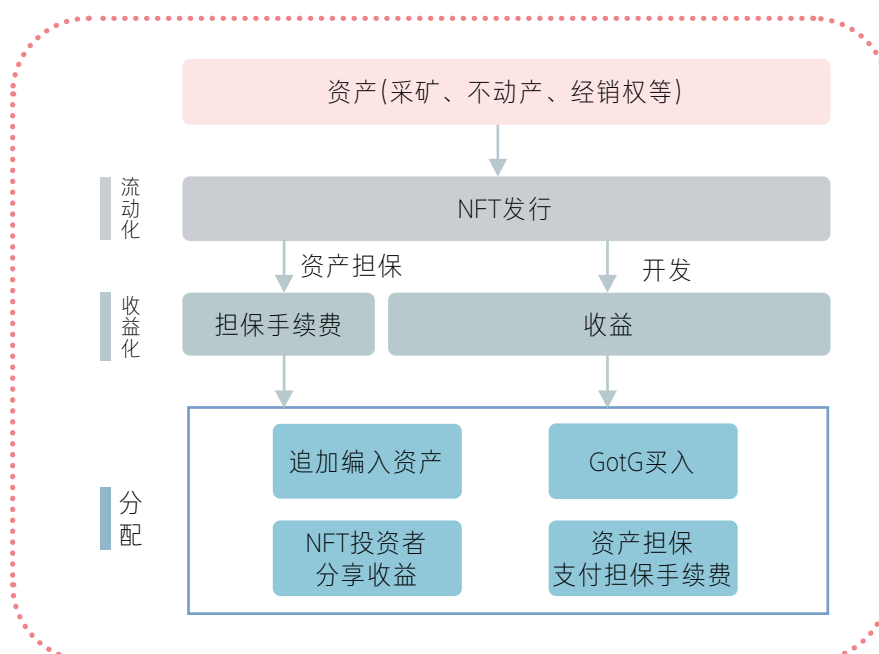 资产(采矿、不动产、经销权等)
流动化
NFT发行
资产担保
开发
收益化
担保手续费
收益
分配
追加编入资产
GotG买入
NFT投资者
分享收益
资产担保
支付担保手续费